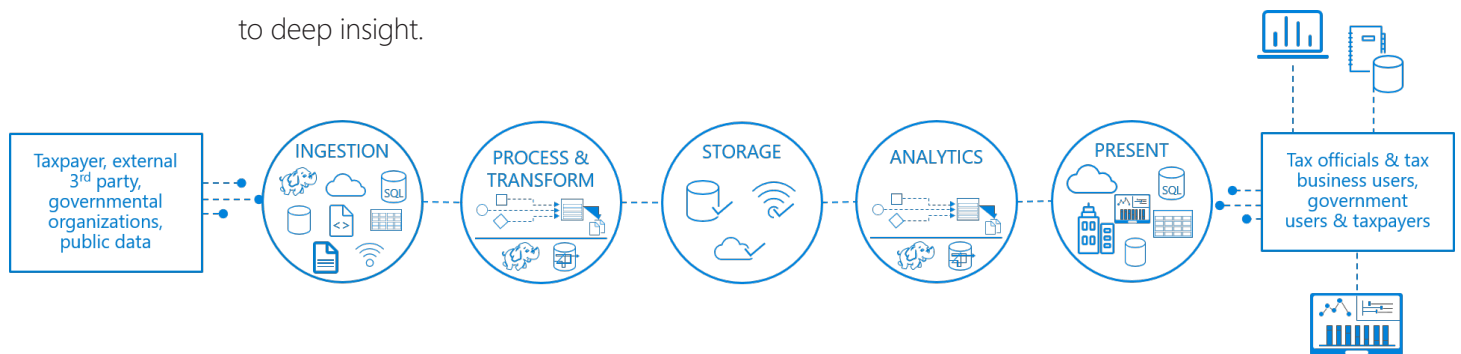 to deep insight.
Taxpayer, external
3rd party,
governmental
organizations,
public data
INGESTION
SQL
<>
PROCESS &
TRANSFORM
STORAGE
ANALYTICS
PRESENT
SQL
Tax officials & tax
business users,
government
users & taxpayers